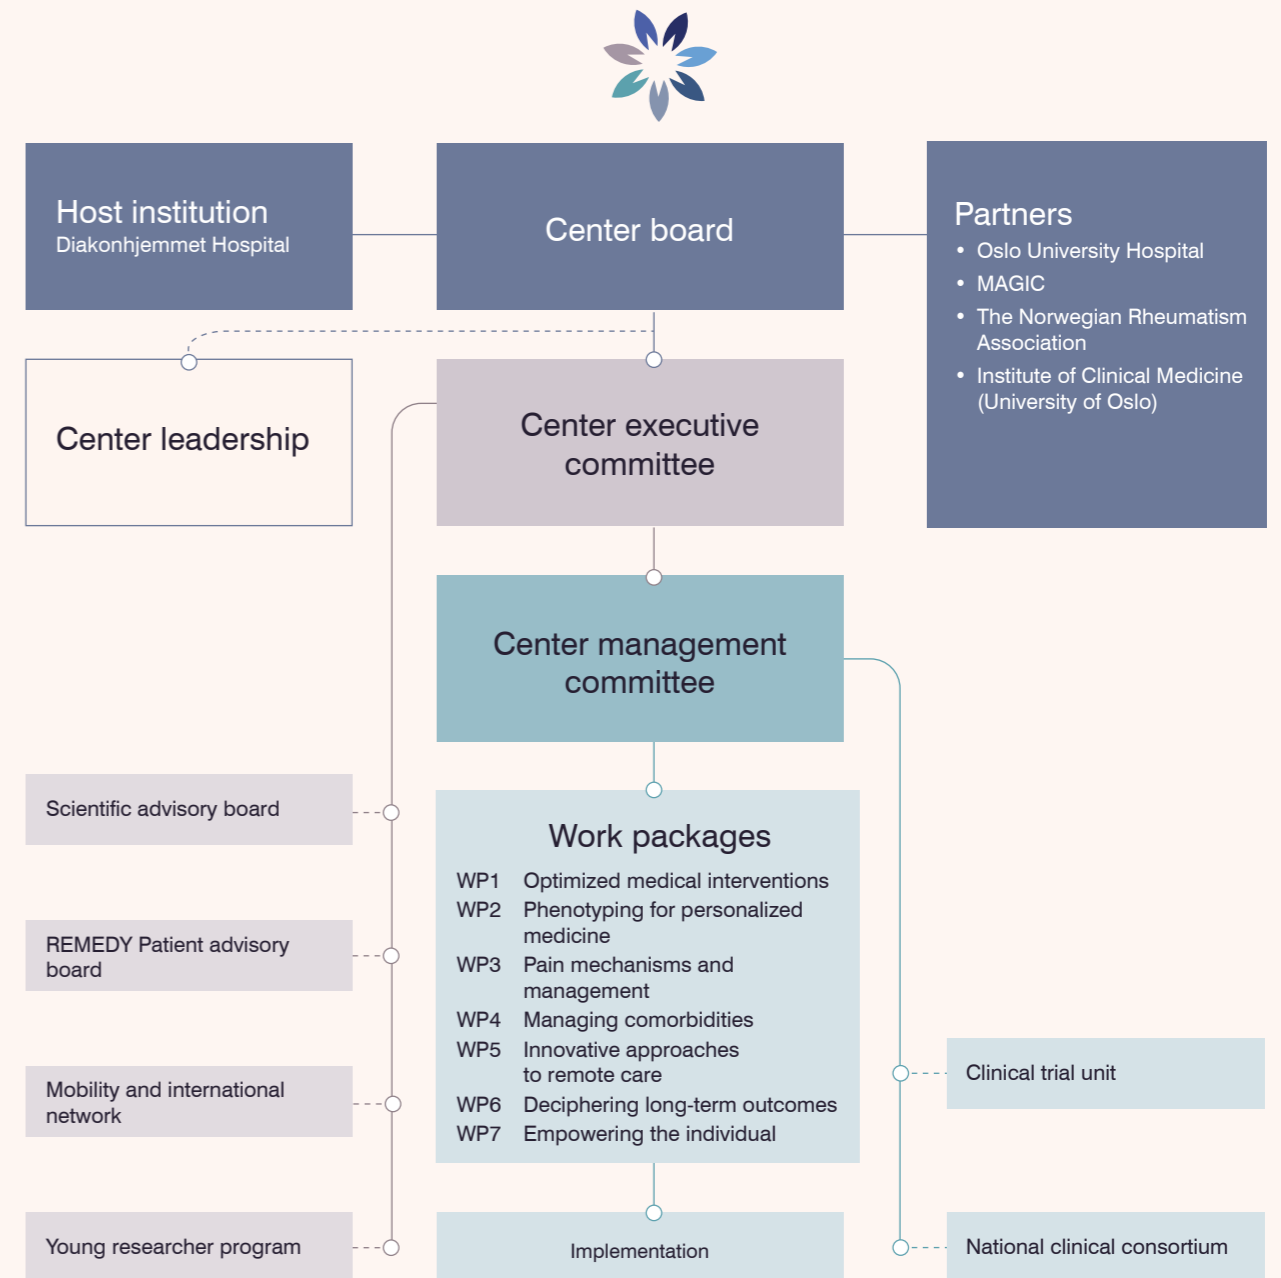 Host institution
Diakonhjemmet Hospital
Center board
Partners
• Oslo University Hospital
• MAGIC
• The Norwegian Rheumatism
Association
• Institute of Clinical Medicine
(University of Oslo)
Center leadership
Center executive
committee
Center management
committee
Scientific advisory board
REMEDY Patient advisory
board
Mobility and international
network
Young researcher program
Work packages
WP1 Optimized medical interventions
WP2 Phenotyping for personalized
medicine
WP3 Pain mechanisms and
management
WP4 Managing comorbidities
WP5 Innovative approaches
to remote care
WP6 Deciphering long-term outcomes
WP7 Empowering the individual
Implementation
Clinical trial unit
National clinical consortium